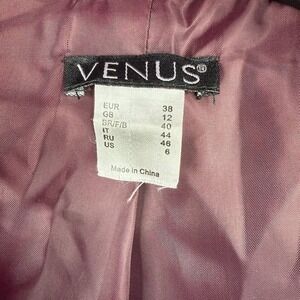 VENUS®
EUR 38
GB 12
BR/F/B 40
IT 44
RU 46
US 6
Made in China